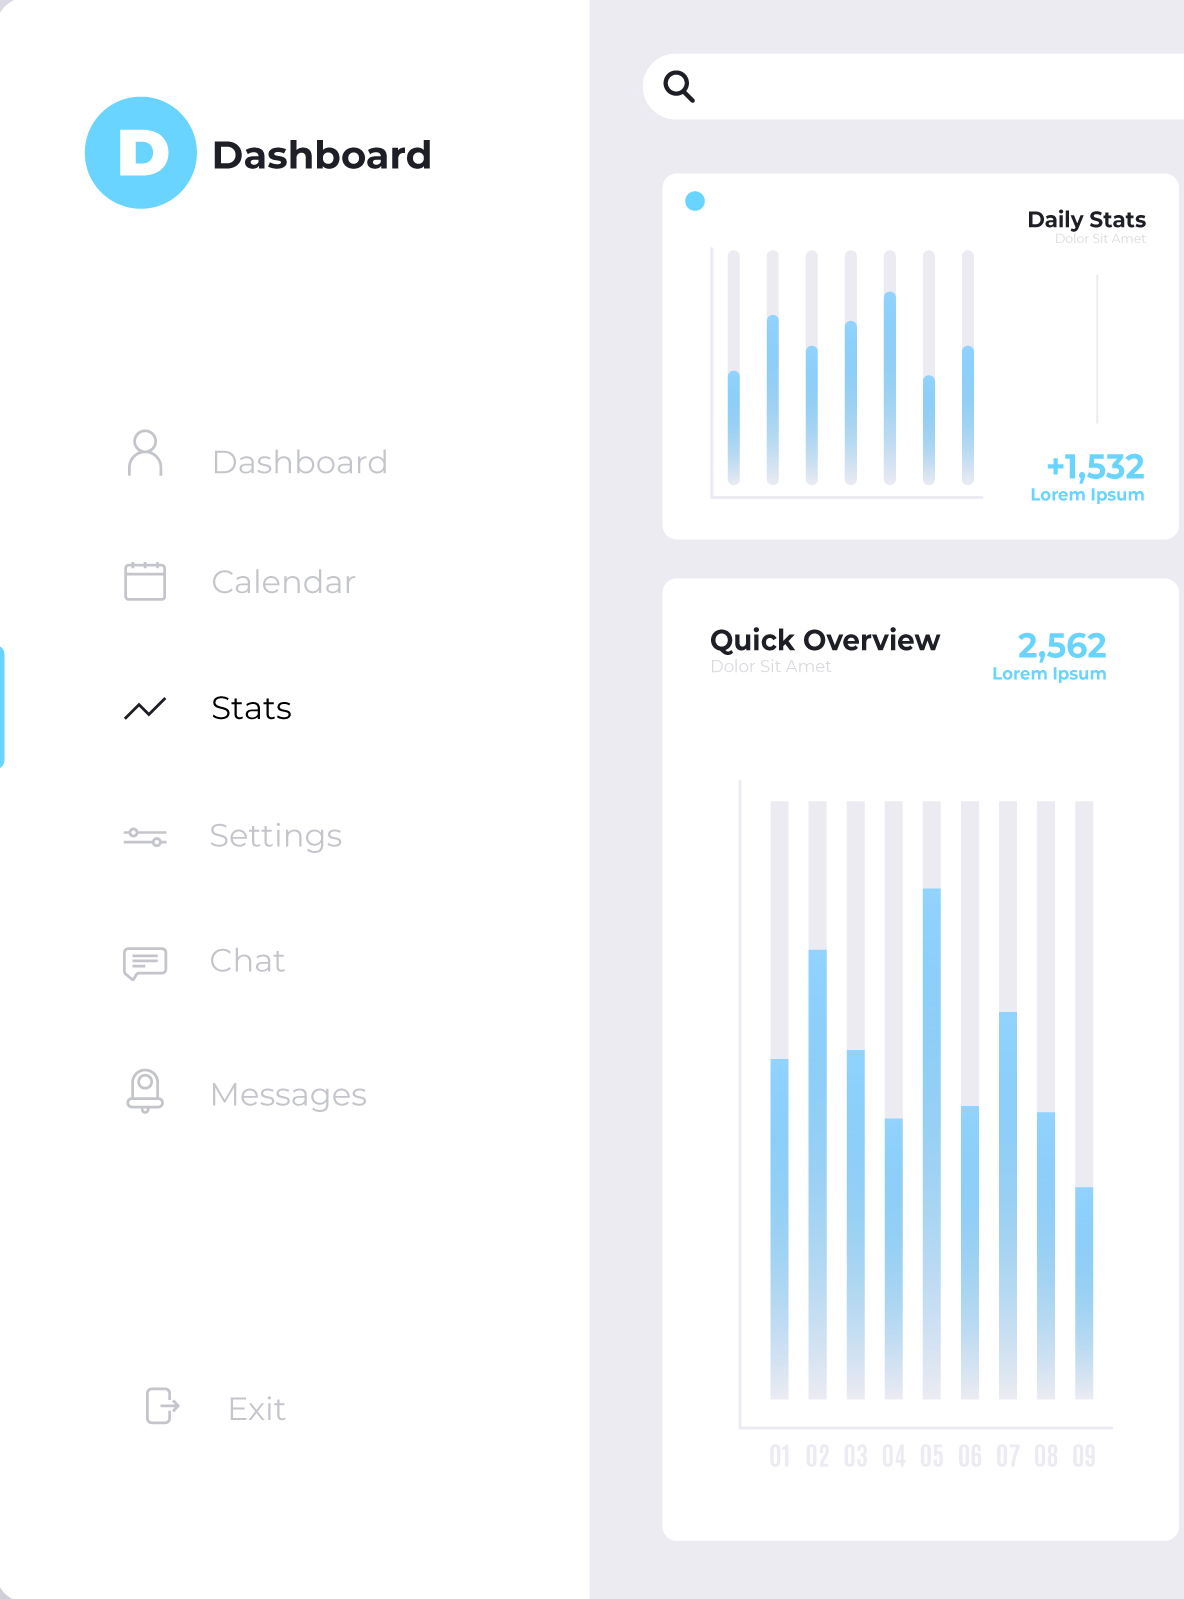 D
Dashboard
Dashboard
Calendar
Stats
Settings
Chat
Messages
Exit
Daily Stats
Dolor Sit Amet
+1,532
Lorem Ipsum
Quick Overview
Dolor Sit Amet
2,562
Lorem Ipsum
01 02 03 04 05 06 07 08 09